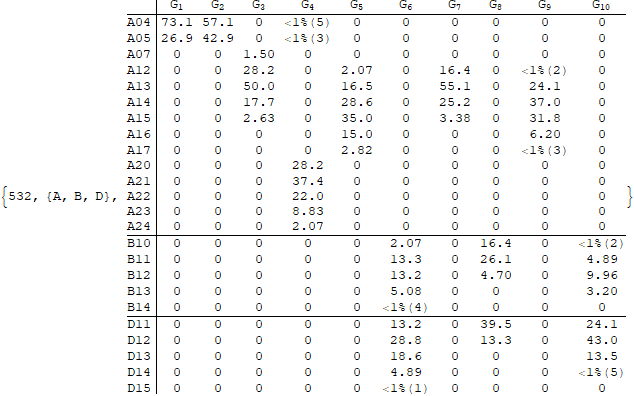 G1 G2 G3 G4 G5 G6 G7 G8 G9 G10
A04 73.1 57.1 0 <1%(5) 0 0 0 0 0 0
A05 26.9 42.9 0 <1%(3) 0 0 0 0 0 0
A07 0 0 1.50 0 0 0 0 0 0 0
A12 0 0 28.2 0 2.07 0 16.4 0 <1%(2) 0
A13 0 0 50.0 0 16.5 0 55.1 0 24.1 0
A14 0 0 17.7 0 28.6 0 25.2 0 37.0 0
A15 0 0 2.63 0 35.0 0 3.38 0 31.8 0
A16 0 0 0 0 15.0 0 0 0 6.20 0
A17 0 0 0 0 2.82 0 0 0 <1%(3) 0
A20 0 0 0 28.2 0 0 0 0 0 0
A21 0 0 0 37.4 0 0 0 0 0 0
{532, {A, B, D}, A22 0 0 0 22.0 0 0 0 0 0 0 }
A23 0 0 0 8.83 0 0 0 0 0 0
A24 0 0 0 2.07 0 0 0 0 0 0
B10 0 0 0 0 0 2.07 0 16.4 0 <1%(2)
B11 0 0 0 0 0 13.3 0 26.1 0 4.89
B12 0 0 0 0 0 13.2 0 4.70 0 9.96
B13 0 0 0 0 0 5.08 0 0 0 3.20
B14 0 0 0 0 0 <1%(4) 0 0 0 0
D11 0 0 0 0 0 13.2 0 39.5 0 24.1
D12 0 0 0 0 0 28.8 0 13.3 0 43.0
D13 0 0 0 0 0 18.6 0 0 0 13.5
D14 0 0 0 0 0 4.89 0 0 0 <1%(5)
D15 0 0 0 0 0 <1%(1) 0 0 0 0